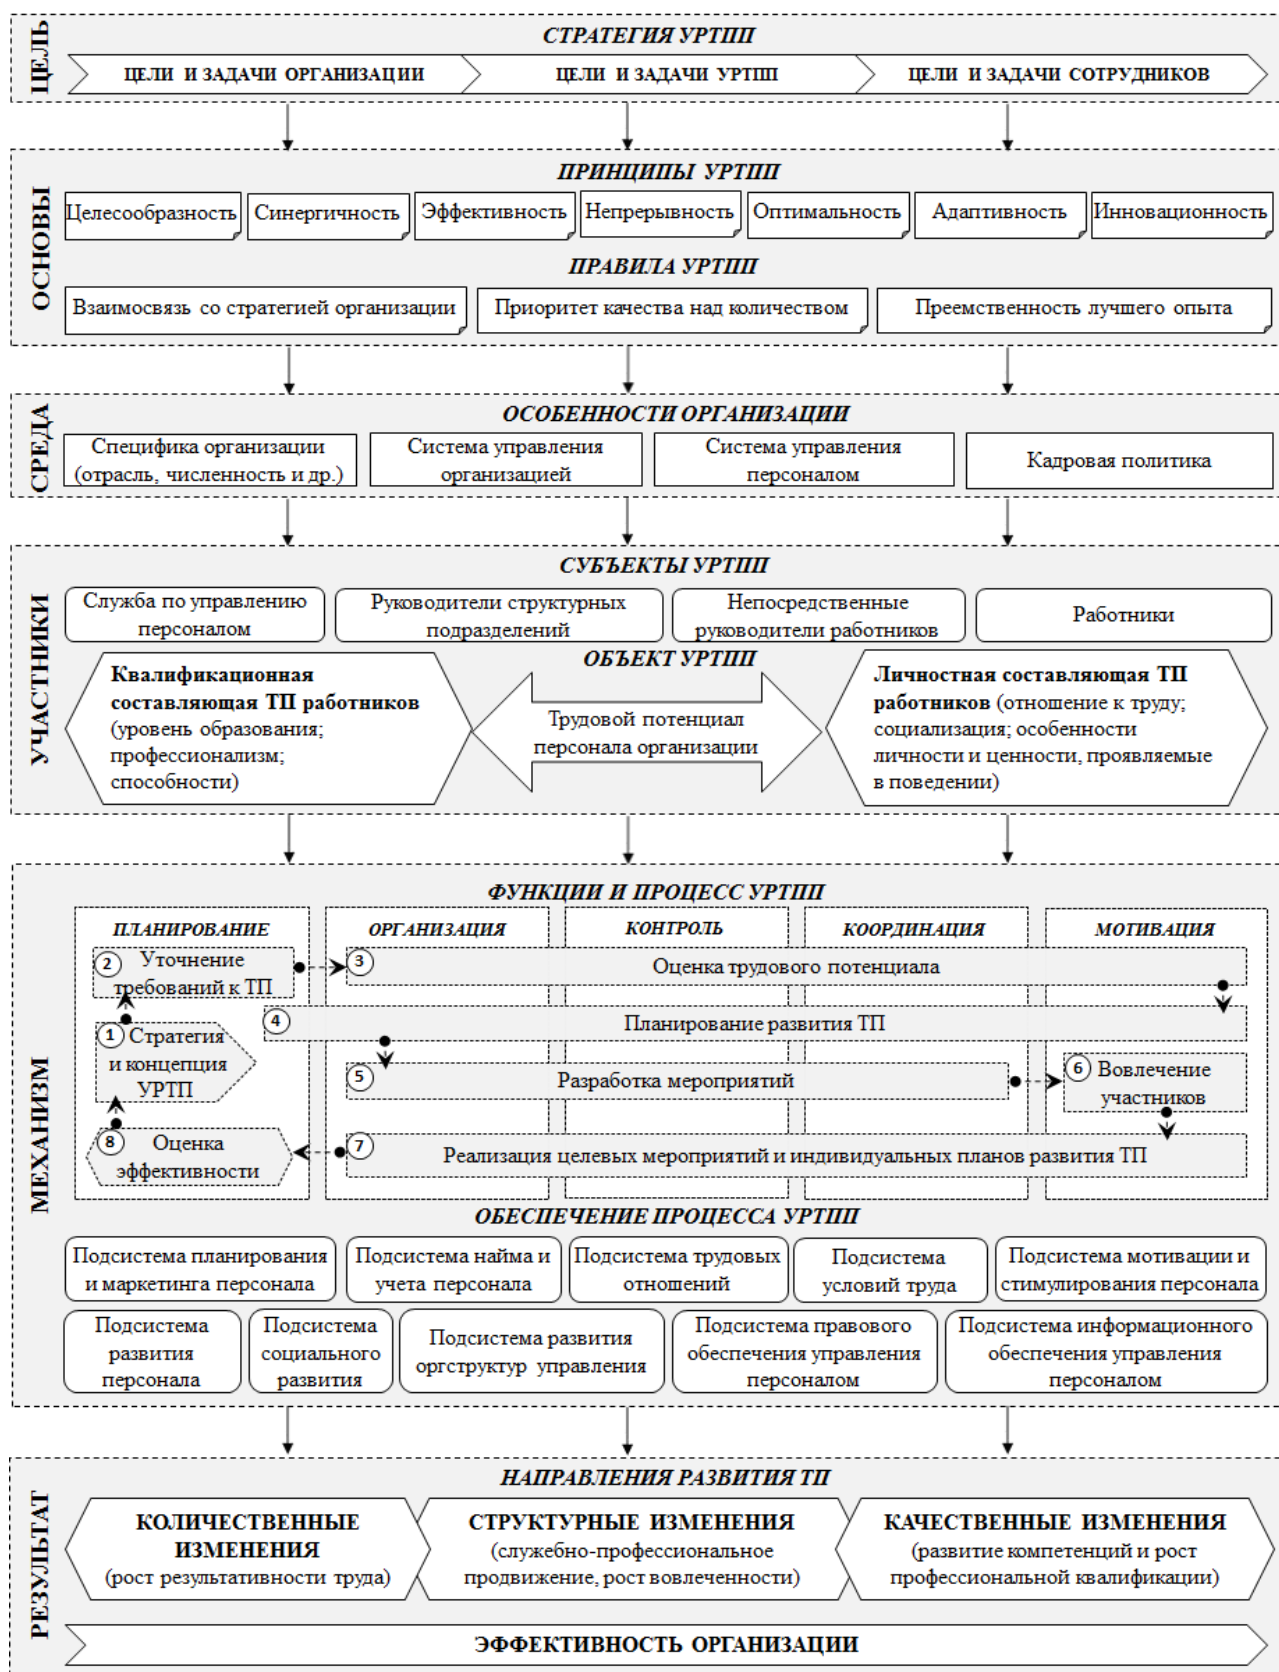 ЦЕЛЬ
СТРАТЕГИЯ УРТПП
ЦЕЛИ И ЗАДАЧИ ОРГАНИЗАЦИИ
ЦЕЛИ И ЗАДАЧИ УРТПП
ЦЕЛИ И ЗАДАЧИ СОТРУДНИКОВ
ОСНОВЫ
ПРИНЦИПЫ УРТПП
Целесообразность
Синергичность
Эффективность
Непрерывность
Оптимальность
Адаптивность
Инновационность
ПРАВИЛА УРТПП
Взаимосвязь со стратегией организации
Приоритет качества над количеством
Преемственность лучшего опыта
СРЕДА
ОСОБЕННОСТИ ОРГАНИЗАЦИИ
Специфика организации
(отрасль, численность и др.)
Система управления
организацией
Система управления
персоналом
Кадровая политика
УЧАСТНИКИ
СУБЪЕКТЫ УРТПП
Служба по управлению
персоналом
Руководители структурных
подразделений
Непосредственные
руководители работников
Работники
ОБЪЕКТ УРТПП
Квалификационная
составляющая ТП работников
(уровень образования;
профессионализм;
способности)
Трудовой потенциал
персонала организации
Личностная составляющая ТП
работников (отношение к труду;
социализация; особенности
личности и ценности, проявляемые
в поведении)
МЕХАНИЗМ
ФУНКЦИИ И ПРОЦЕСС УРТПП
ПЛАНИРОВАНИЕ
ОРГАНИЗАЦИЯ
КОНТРОЛЬ
КООРДИНАЦИЯ
МОТИВАЦИЯ
2 Уточнение
требований к ТП
3 Оценка трудового потенциала
4 Планирование развития ТП
1 Стратегия
и концепция
УРТП
5 Разработка мероприятий
6 Вовлечение
участников
8 Оценка
эффективности
7 Реализация целевых мероприятий и индивидуальных планов развития ТП
ОБЕСПЕЧЕНИЕ ПРОЦЕССА УРТПП
Подсистема планирования
и маркетинга персонала
Подсистема найма и
учета персонала
Подсистема трудовых
отношений
Подсистема
условий труда
Подсистема мотивации и
стимулирования персонала
Подсистема
развития
персонала
Подсистема
социального
развития
Подсистема развития
оргструктур управления
Подсистема правового
обеспечения управления
персоналом
Подсистема информационного
обеспечения управления
персоналом
РЕЗУЛЬТАТ
НАПРАВЛЕНИЯ РАЗВИТИЯ ТП
КОЛИЧЕСТВЕННЫЕ
ИЗМЕНЕНИЯ
(рост результативности труда)
СТРУКТУРНЫЕ ИЗМЕНЕНИЯ
(служебно-профессиональное
продвижение, рост вовлеченности)
КАЧЕСТВЕННЫЕ ИЗМЕНЕНИЯ
(развитие компетенций и рост
профессиональной квалификации)
ЭФФЕКТИВНОСТЬ ОРГАНИЗАЦИИ